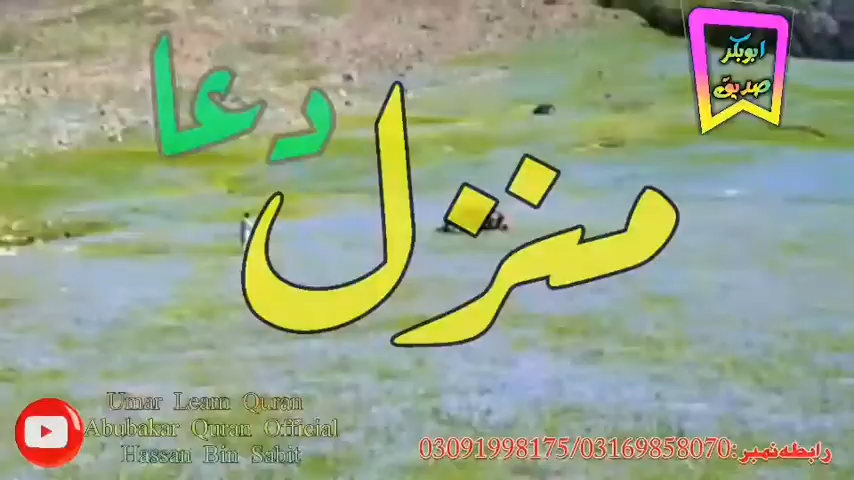 ابوبکر
صدیق
دعا
منزل
Umar Learn Quran
Abubakar Quran Official
Hassan Bin Sabit
رابطہ نمبر:03091998175/03169858070